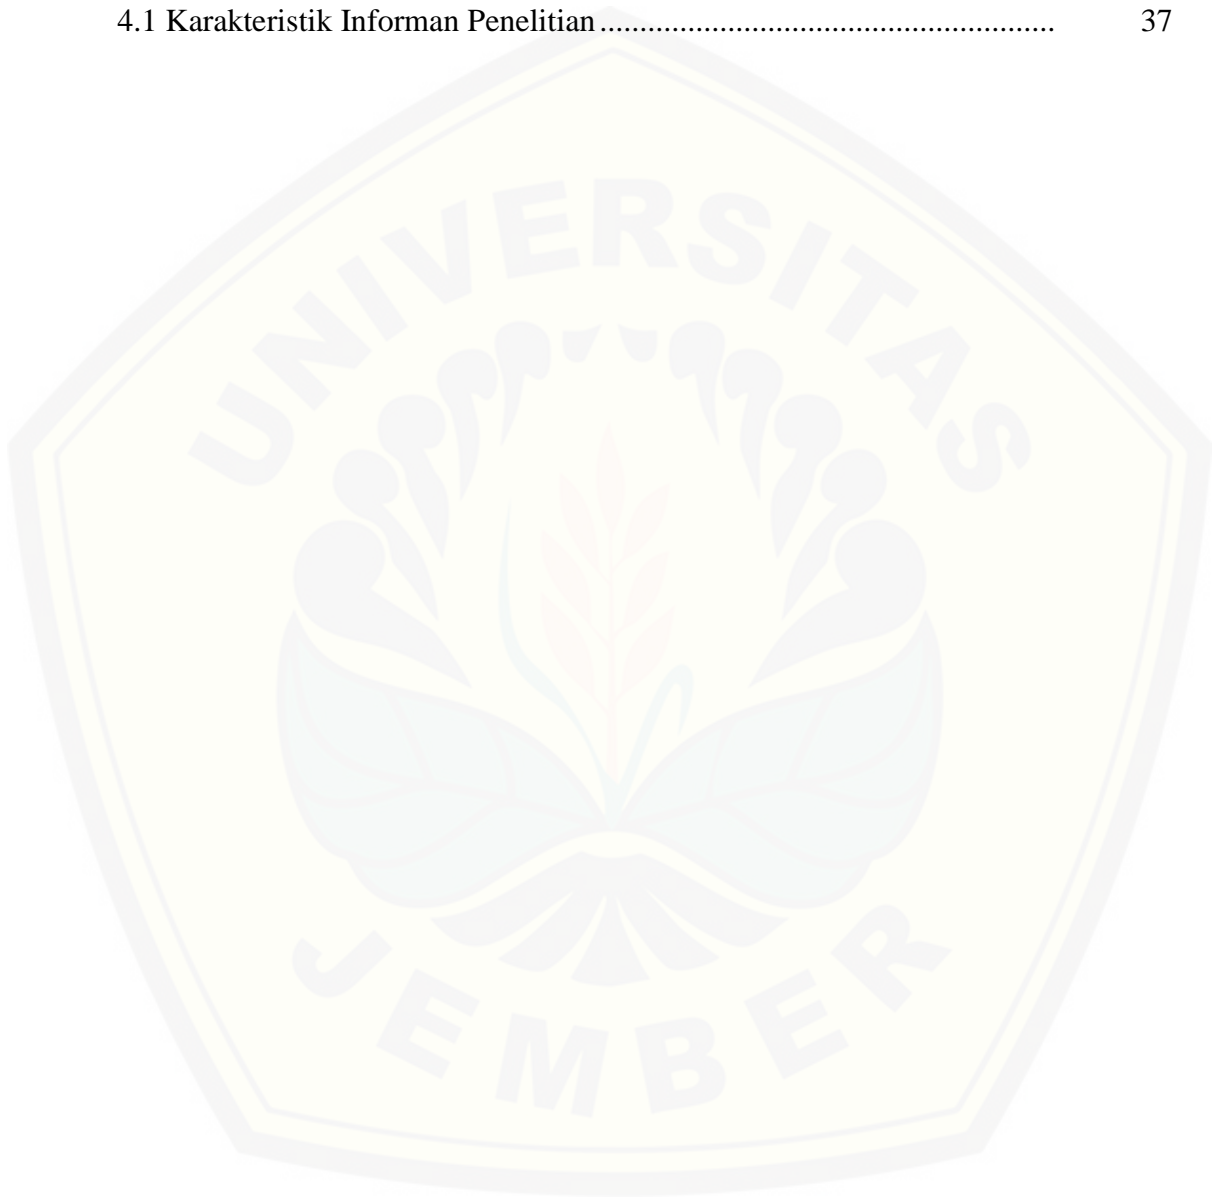 4.1 Karakteristik Informan Penelitian......................................................... 37
UNIVERSITAS
JEMBER